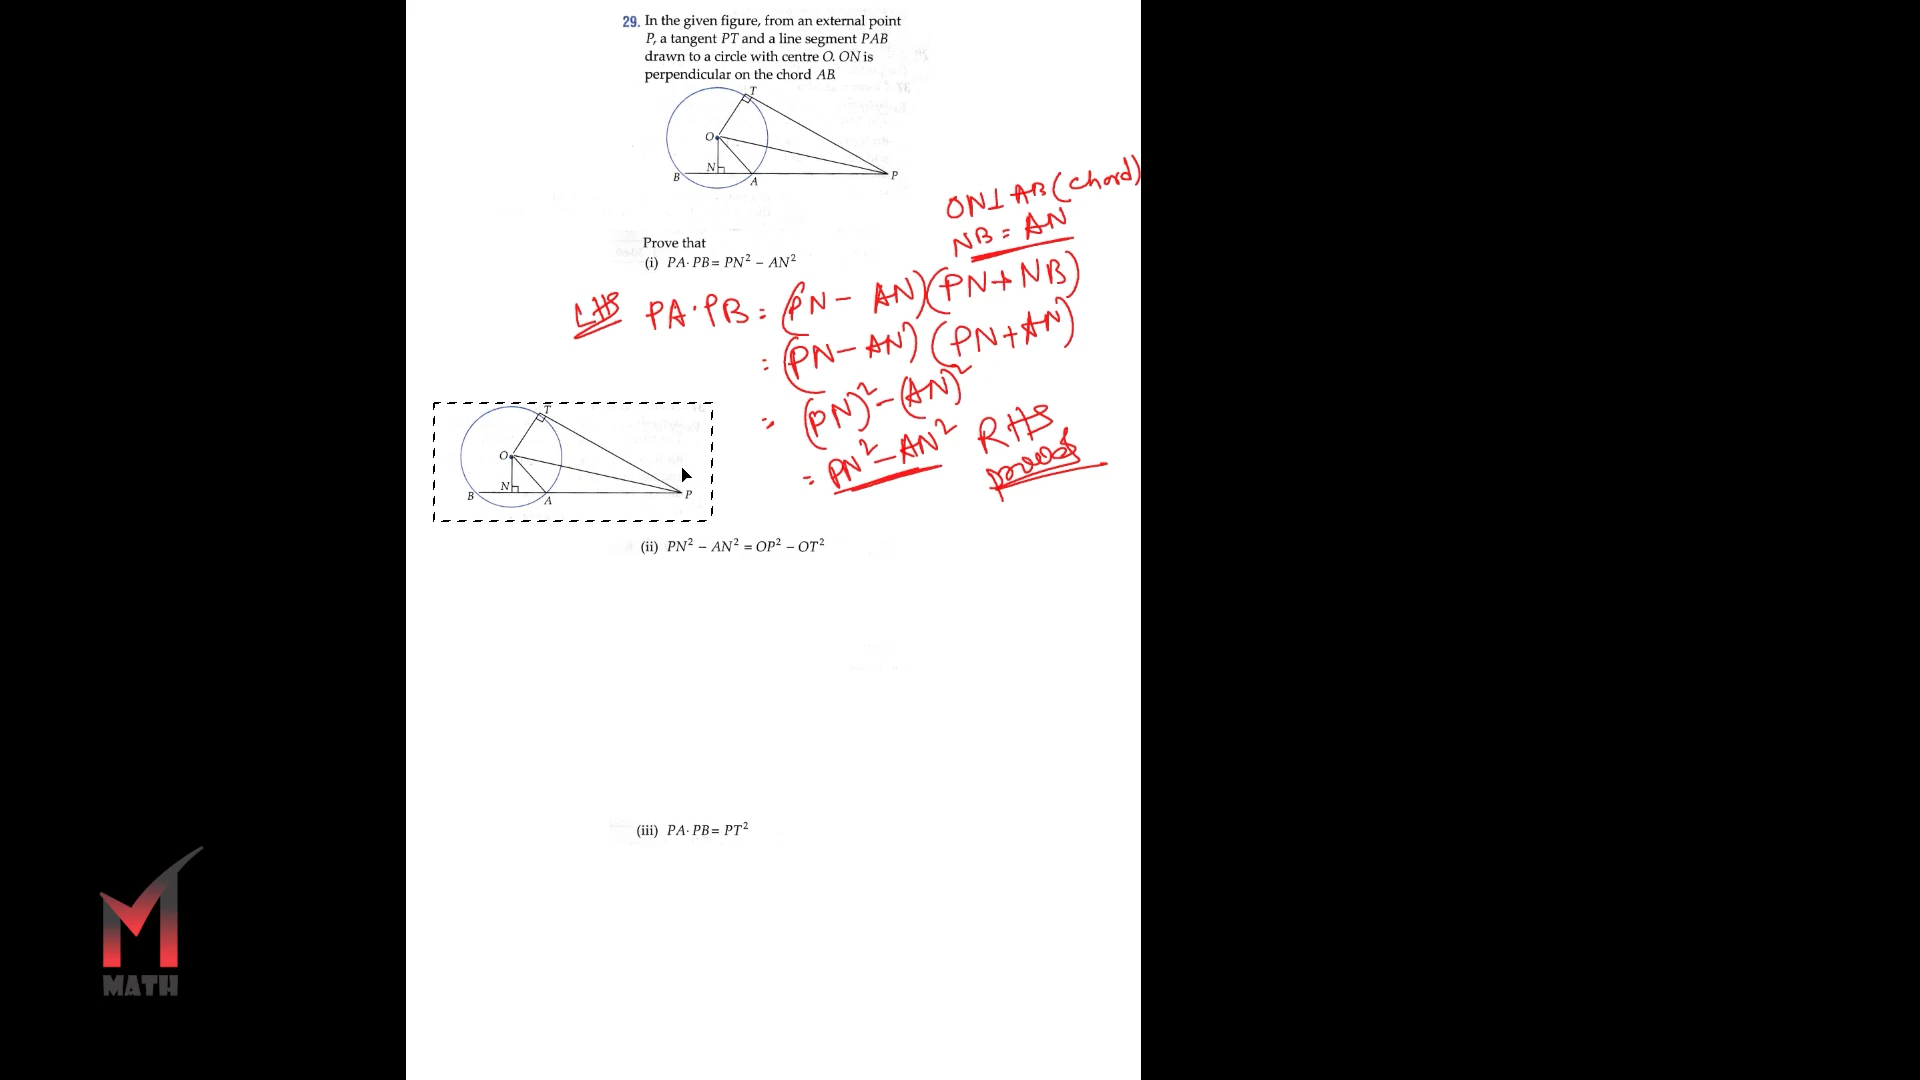 29. In the given figure, from an external point
P, a tangent PT and a line segment PAB
drawn to a circle with centre O. ON is
perpendicular on the chord AB.
T
O
N
B
A
P
ON⊥ AB (chord)
NB = AN
Prove that
(i) PA· PB = PN² − AN²
LHS PA·PB = (PN − AN)(PN + NB)
= (PN − AN) (PN + AN)
= (PN)² − (AN)²
= PN² − AN² RHS
proved
T
O
N
B
A
P
(ii) PN² − AN² = OP² − OT²
(iii) PA· PB = PT²
MATH